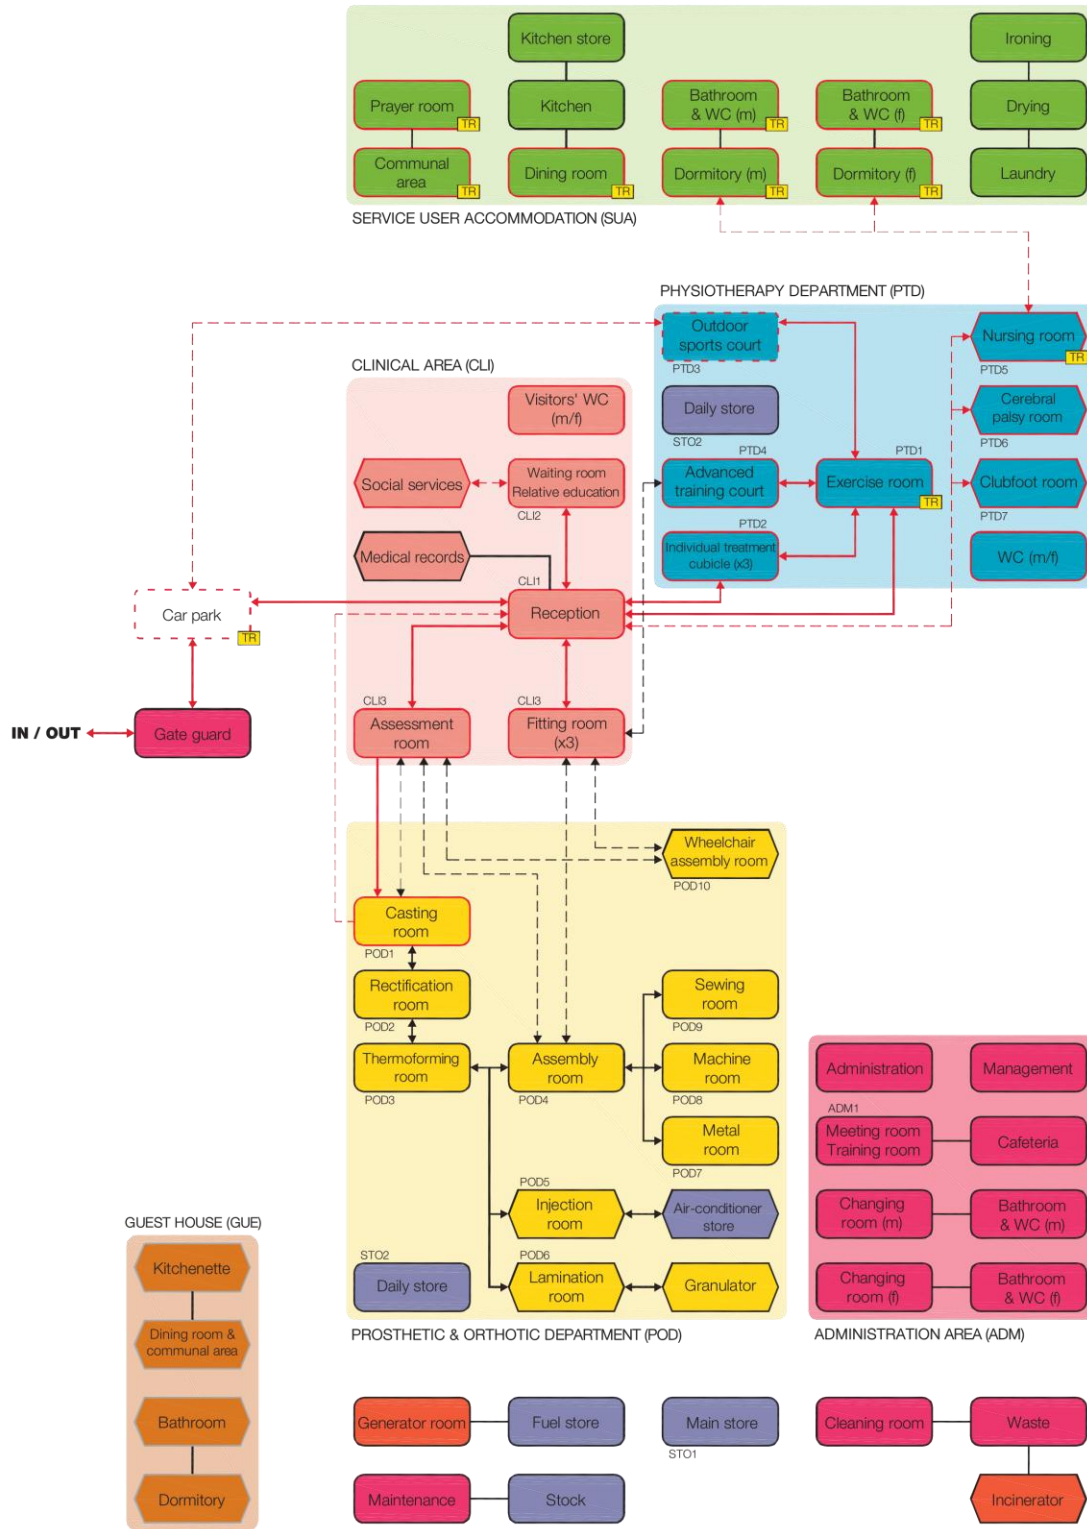 Kitchen store
Ironing
Prayer room
TR
Kitchen
Bathroom
& WC (m)
TR
Bathroom
& WC (f)
TR
Drying
Communal
area
TR
Dining room
TR
Dormitory (m)
TR
Dormitory (f)
TR
Laundry
SERVICE USER ACCOMMODATION (SUA)
PHYSIOTHERAPY DEPARTMENT (PTD)
Outdoor
sports court
PTD3
Nursing room
TR
PTD5
CLINICAL AREA (CLI)
Visitors' WC
(m/f)
Daily store
STO2
Cerebral
palsy room
PTD6
Social services
Waiting room
Relative education
CLI2
PTD4
Advanced
training court
PTD1
Exercise room
TR
Clubfoot room
PTD7
Medical records
PTD2
Individual treatment
cubicle (x3)
WC (m/f)
CLI1
Reception
Car park
TR
IN / OUT
Gate guard
CLI3
Assessment
room
CLI3
Fitting room
(x3)
Wheelchair
assembly room
POD10
Casting
room
POD1
Rectification
room
POD2
Sewing
room
POD9
Thermoforming
room
POD3
Assembly
room
POD4
Machine
room
POD8
Metal
room
POD7
POD5
Injection
room
Air-conditioner
store
STO2
Daily store
POD6
Lamination
room
Granulator
PROSTHETIC & ORTHOTIC DEPARTMENT (POD)
Administration
Management
ADM1
Meeting room
Training room
Cafeteria
Changing
room (m)
Bathroom
& WC (m)
Changing
room (f)
Bathroom
& WC (f)
ADMINISTRATION AREA (ADM)
GUEST HOUSE (GUE)
Kitchenette
Dining room &
communal area
Bathroom
Dormitory
Generator room
Fuel store
Main store
STO1
Cleaning room
Waste
Maintenance
Stock
Incinerator